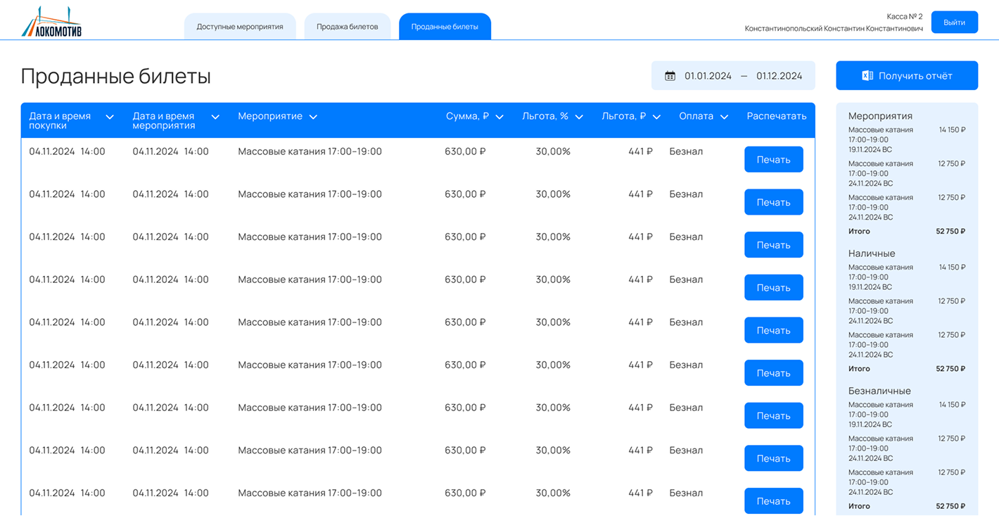 ЛОКОМОТИВ
Доступные мероприятия
Продажа билетов
Проданные билеты
Касса № 2
Константинопольский Константин Константинович
Выйти
Проданные билеты
01.01.2024 — 01.12.2024
Получить отчёт
Дата и время покупки Дата и время мероприятия Мероприятие Сумма, ₽ Льгота, % Льгота, ₽ Оплата Распечатать
04.11.2024 14:00 04.11.2024 14:00 Массовые катания 17:00–19:00 630,00 ₽ 30,00% 441 ₽ Безнал Печать
04.11.2024 14:00 04.11.2024 14:00 Массовые катания 17:00–19:00 630,00 ₽ 30,00% 441 ₽ Безнал Печать
04.11.2024 14:00 04.11.2024 14:00 Массовые катания 17:00–19:00 630,00 ₽ 30,00% 441 ₽ Безнал Печать
04.11.2024 14:00 04.11.2024 14:00 Массовые катания 17:00–19:00 630,00 ₽ 30,00% 441 ₽ Безнал Печать
04.11.2024 14:00 04.11.2024 14:00 Массовые катания 17:00–19:00 630,00 ₽ 30,00% 441 ₽ Безнал Печать
04.11.2024 14:00 04.11.2024 14:00 Массовые катания 17:00–19:00 630,00 ₽ 30,00% 441 ₽ Безнал Печать
04.11.2024 14:00 04.11.2024 14:00 Массовые катания 17:00–19:00 630,00 ₽ 30,00% 441 ₽ Безнал Печать
04.11.2024 14:00 04.11.2024 14:00 Массовые катания 17:00–19:00 630,00 ₽ 30,00% 441 ₽ Безнал Печать
04.11.2024 14:00 04.11.2024 14:00 Массовые катания 17:00–19:00 630,00 ₽ 30,00% 441 ₽ Безнал Печать
Мероприятия
Массовые катания 14 150 ₽
17:00–19:00
19.11.2024 ВС
Массовые катания 12 750 ₽
17:00–19:00
24.11.2024 ВС
Массовые катания 12 750 ₽
17:00–19:00
24.11.2024 ВС
Итого 52 750 ₽
Наличные
Массовые катания 14 150 ₽
17:00–19:00
19.11.2024 ВС
Массовые катания 12 750 ₽
17:00–19:00
24.11.2024 ВС
Массовые катания 12 750 ₽
17:00–19:00
24.11.2024 ВС
Итого 52 750 ₽
Безналичные
Массовые катания 14 150 ₽
17:00–19:00
19.11.2024 ВС
Массовые катания 12 750 ₽
17:00–19:00
24.11.2024 ВС
Массовые катания 12 750 ₽
17:00–19:00
24.11.2024 ВС
Итого 52 750 ₽